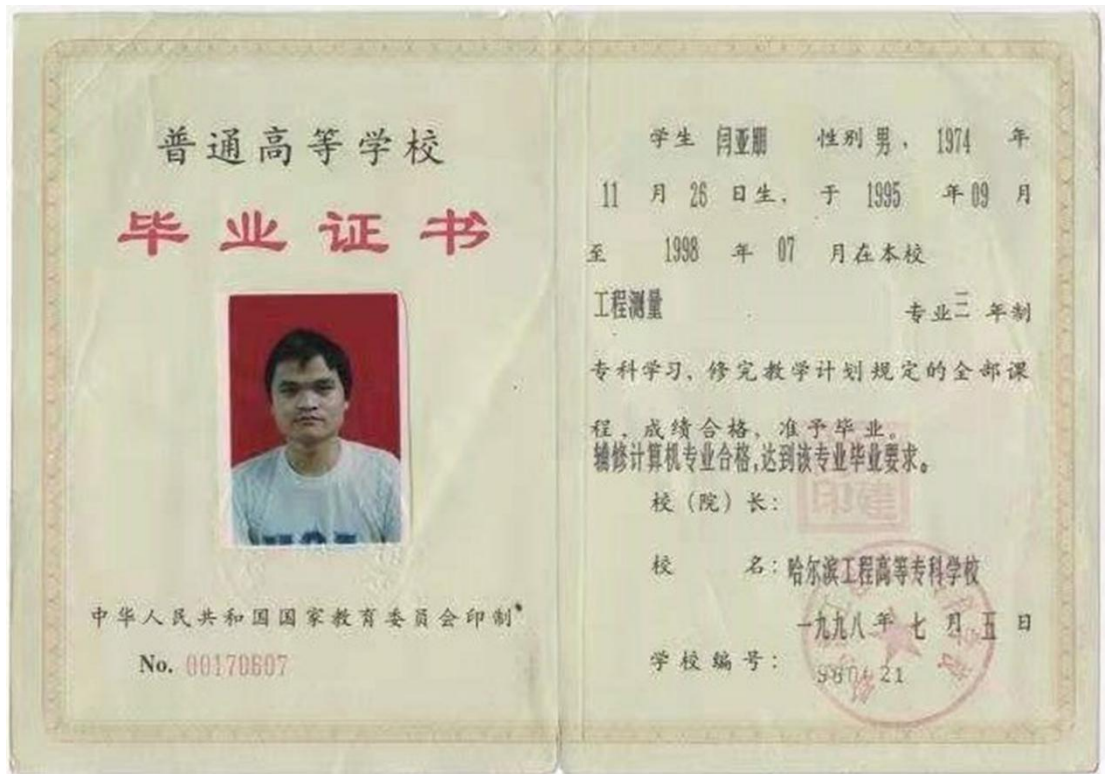 普通高等学校
毕业证书
中华人民共和国国家教育委员会印制
No. 00170607
学生 闫亚朋 性别 男，1974 年
11 月 26 日生，于 1995 年 09 月
至 1998 年 07 月在本校
工程测量 专业三 年制
专科学习，修完教学计划规定的全部课
程，成绩合格，准予毕业。
辅修计算机专业合格,达到该专业毕业要求。
校（院）长：
印建
校 名：哈尔滨工程高等专科学校
一九九八年 七 月 五 日
学校编号：